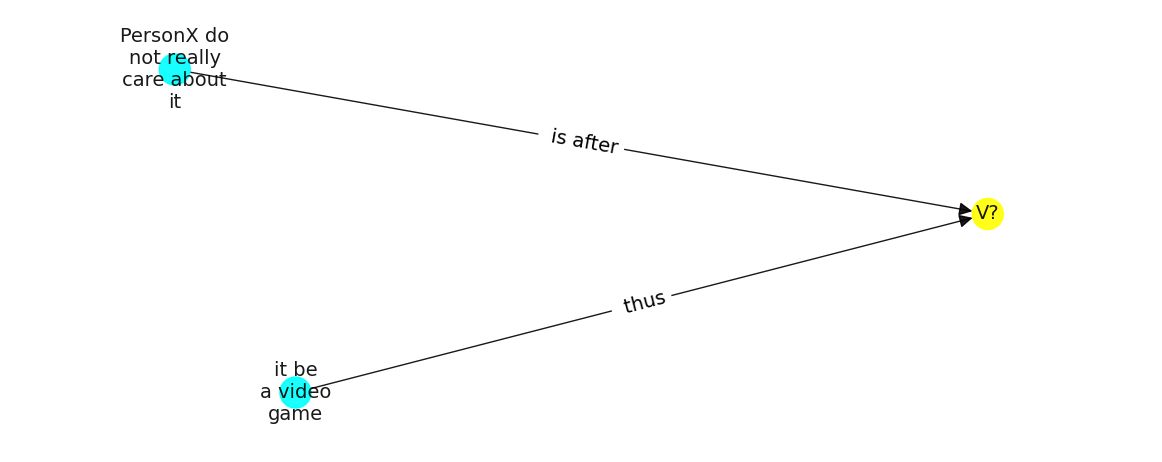 PersonX do
not really
care about
it
is after
V?
thus
it be
a video
game